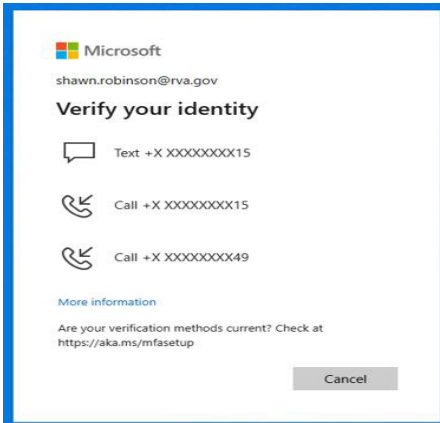 Microsoft
shawn.robinson@rva.gov
Verify your identity
Text +X XXXXXXXX15
Call +X XXXXXXXX15
Call +X XXXXXXXX49
More information
Are your verification methods current? Check at
https://aka.ms/mfasetup
Cancel